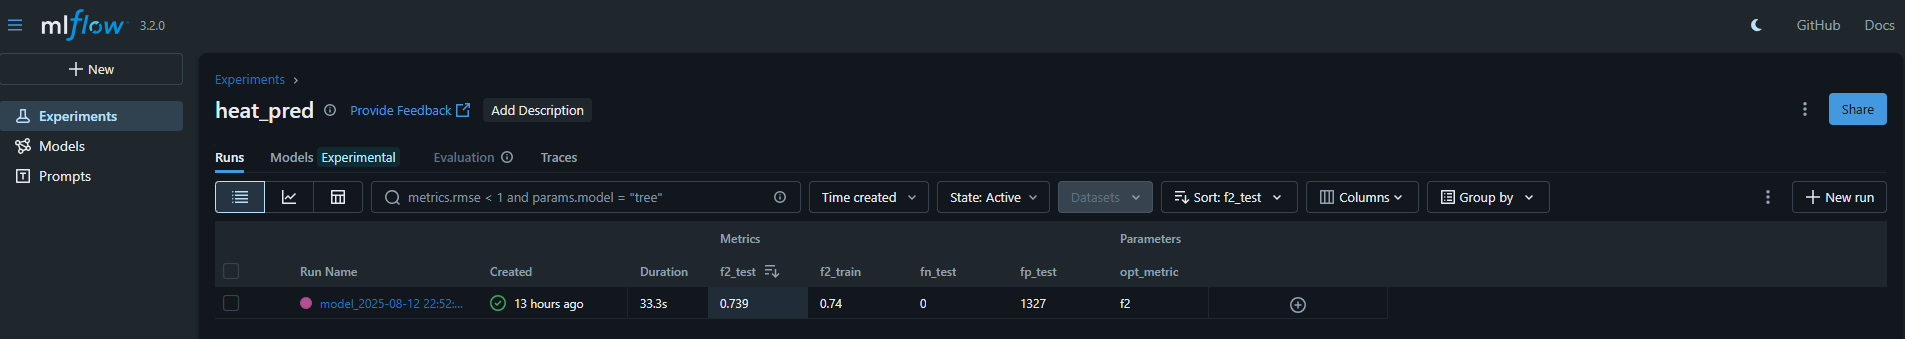 mlflow 3.2.0 GitHub Docs
New
Experiments
Models
Prompts
Experiments
heat_pred Provide Feedback Add Description Share
Runs Models Experimental Evaluation Traces
metrics.rmse < 1 and params.model = "tree" Time created State: Active Datasets Sort: f2_test Columns Group by New run
Metrics Parameters
Run Name Created Duration f2_test f2_train fn_test fp_test opt_metric
model_2025-08-12 22:52:... 13 hours ago 33.3s 0.739 0.74 0 1327 f2